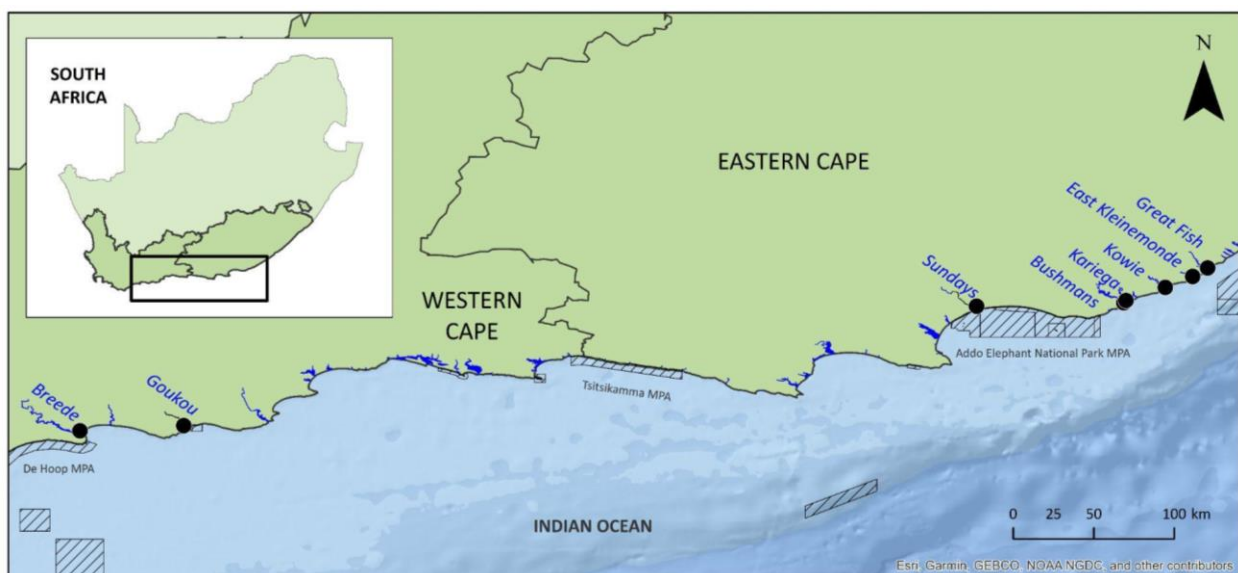 SOUTH
AFRICA
N
EASTERN CAPE
Great Fish
East Kleinemonde
Kowie
Kariega
Bushmans
Sundays
WESTERN
CAPE
Addo Elephant National Park MPA
Tsitsikamma MPA
Goukou
Breede
De Hoop MPA
INDIAN OCEAN
0 25 50 100 km
Esri, Garmin, GEBCO, NOAA NGDC, and other contributors